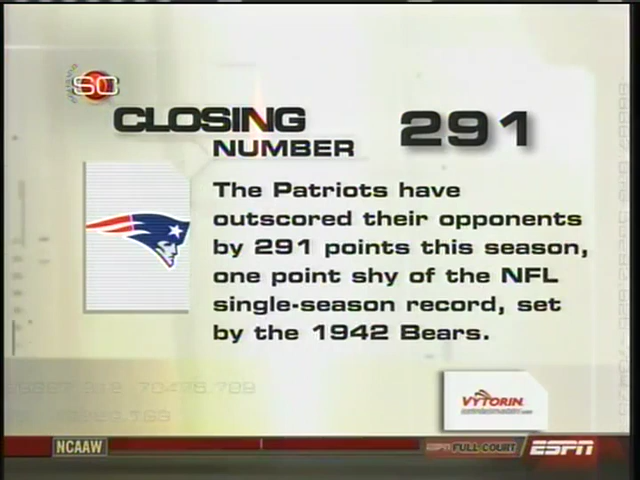 SC
CLOSING
NUMBER
291
The Patriots have
outscored their opponents
by 291 points this season,
one point shy of the NFL
single-season record, set
by the 1942 Bears.
VYTORIN
NCAAW
ESPN FULL COURT
ESPN